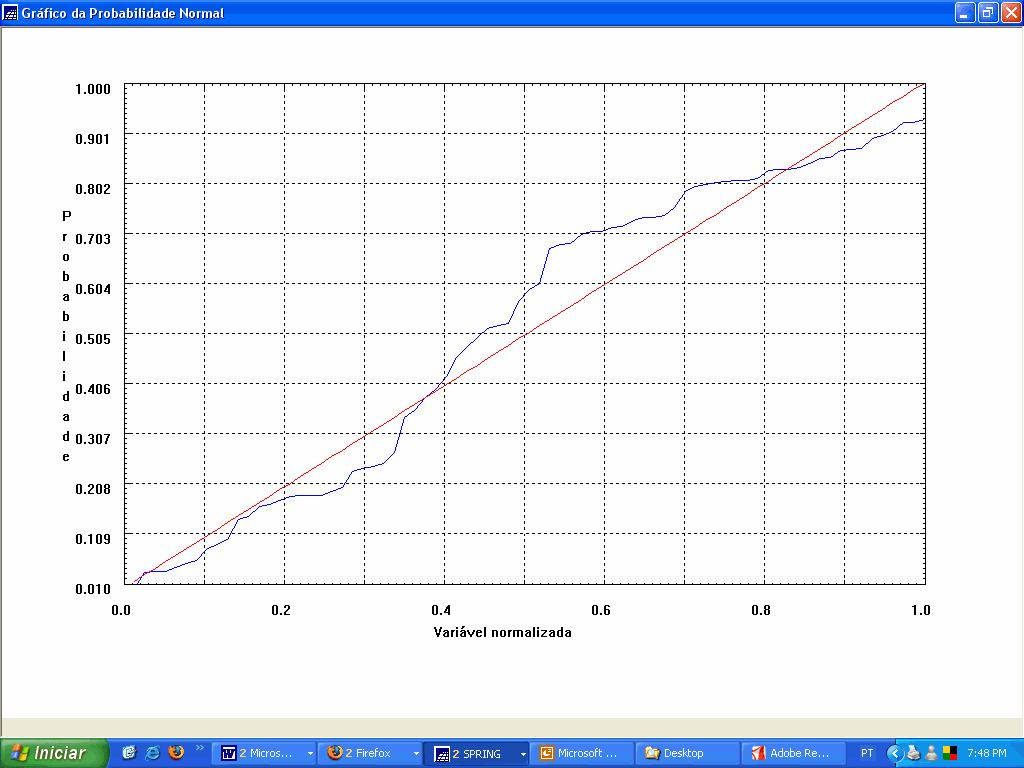 Gráfico da Probabilidade Normal
1.000
0.901
0.802
0.703
0.604
0.505
0.406
0.307
0.208
0.109
0.010
Probabilidade
0.0 0.2 0.4 0.6 0.8 1.0
Variável normalizada
Iniciar
2 Micros...
2 Firefox
2 SPRING
Microsoft ...
Desktop
Adobe Re...
PT
7:48 PM